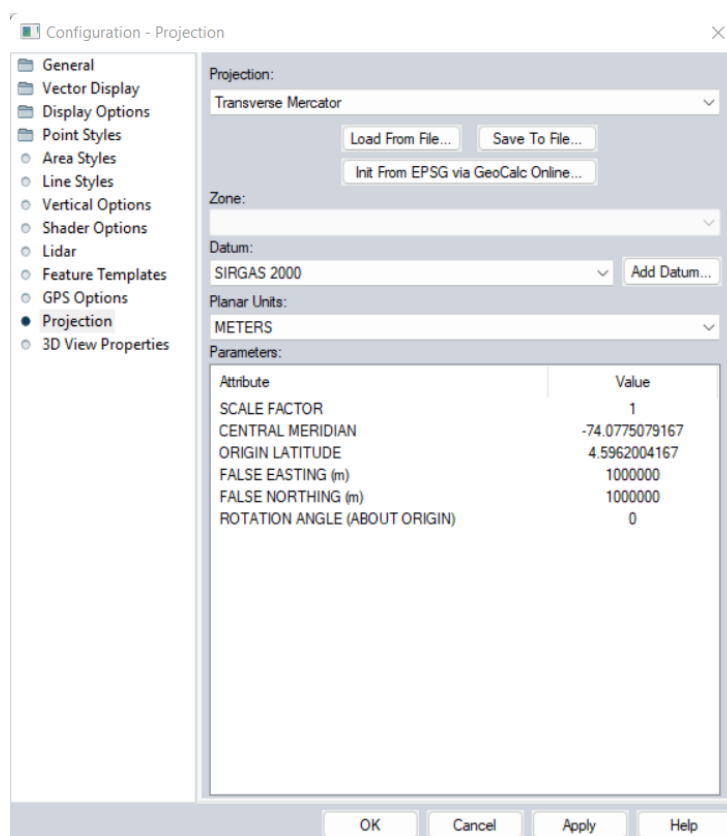 Configuration - Projection
General
Vector Display
Display Options
Point Styles
Area Styles
Line Styles
Vertical Options
Shader Options
Lidar
Feature Templates
GPS Options
Projection
3D View Properties
Projection:
Transverse Mercator
Load From File... Save To File...
Init From EPSG via GeoCalc Online...
Zone:
Datum:
SIRGAS 2000 Add Datum...
Planar Units:
METERS
Parameters:
Attribute Value
SCALE FACTOR 1
CENTRAL MERIDIAN -74.0775079167
ORIGIN LATITUDE 4.5962004167
FALSE EASTING (m) 1000000
FALSE NORTHING (m) 1000000
ROTATION ANGLE (ABOUT ORIGIN) 0
OK Cancel Apply Help